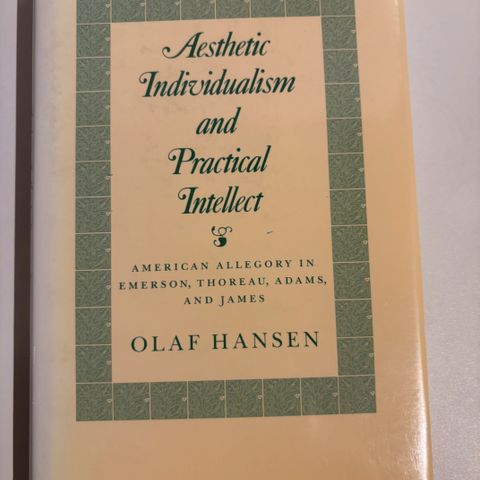 Aesthetic
Individualism
and
Practical
Intellect
AMERICAN ALLEGORY IN
EMERSON, THOREAU, ADAMS,
AND JAMES
OLAF HANSEN